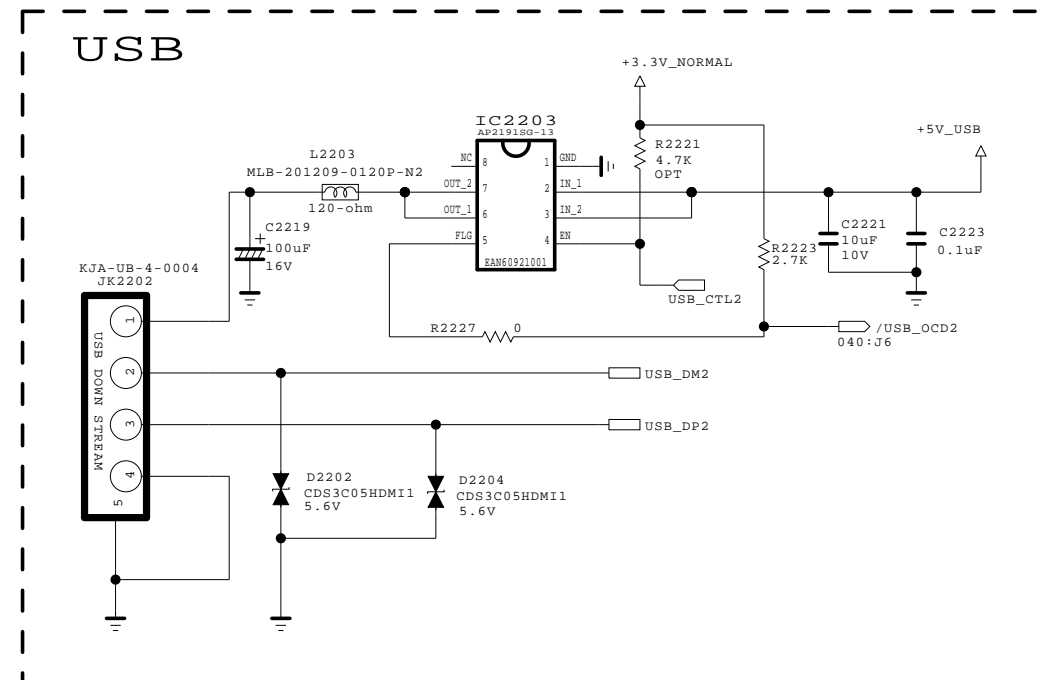 USB
+3.3V_NORMAL
+5V_USB
IC2203
AP2191SG-13
R2221
4.7K
OPT
L2203
MLB-201209-0120P-N2
120-ohm
NC 8 1 GND
OUT_2 7 2 IN_1
OUT_1 6 3 IN_2
FLG 5 4 EN
EAN60921001
C2219
+
100uF
16V
C2221
10uF
10V
C2223
0.1uF
R2223
2.7K
KJA-UB-4-0004
JK2202
USB_CTL2
R2227 0
/USB_OCD2
040:J6
1
2
3
4
5
USB DOWN STREAM
USB_DM2
USB_DP2
D2202
CDS3C05HDMI1
5.6V
D2204
CDS3C05HDMI1
5.6V